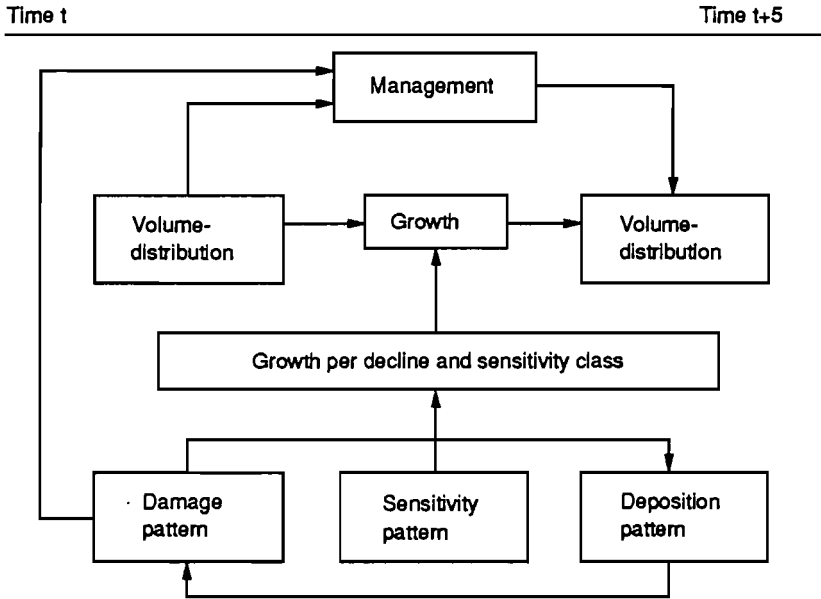 Time t
Time t+5
Management
Volume-
distribution
Growth
Volume-
distribution
Growth per decline and sensitivity class
Damage
pattern
Sensitivity
pattern
Deposition
pattern